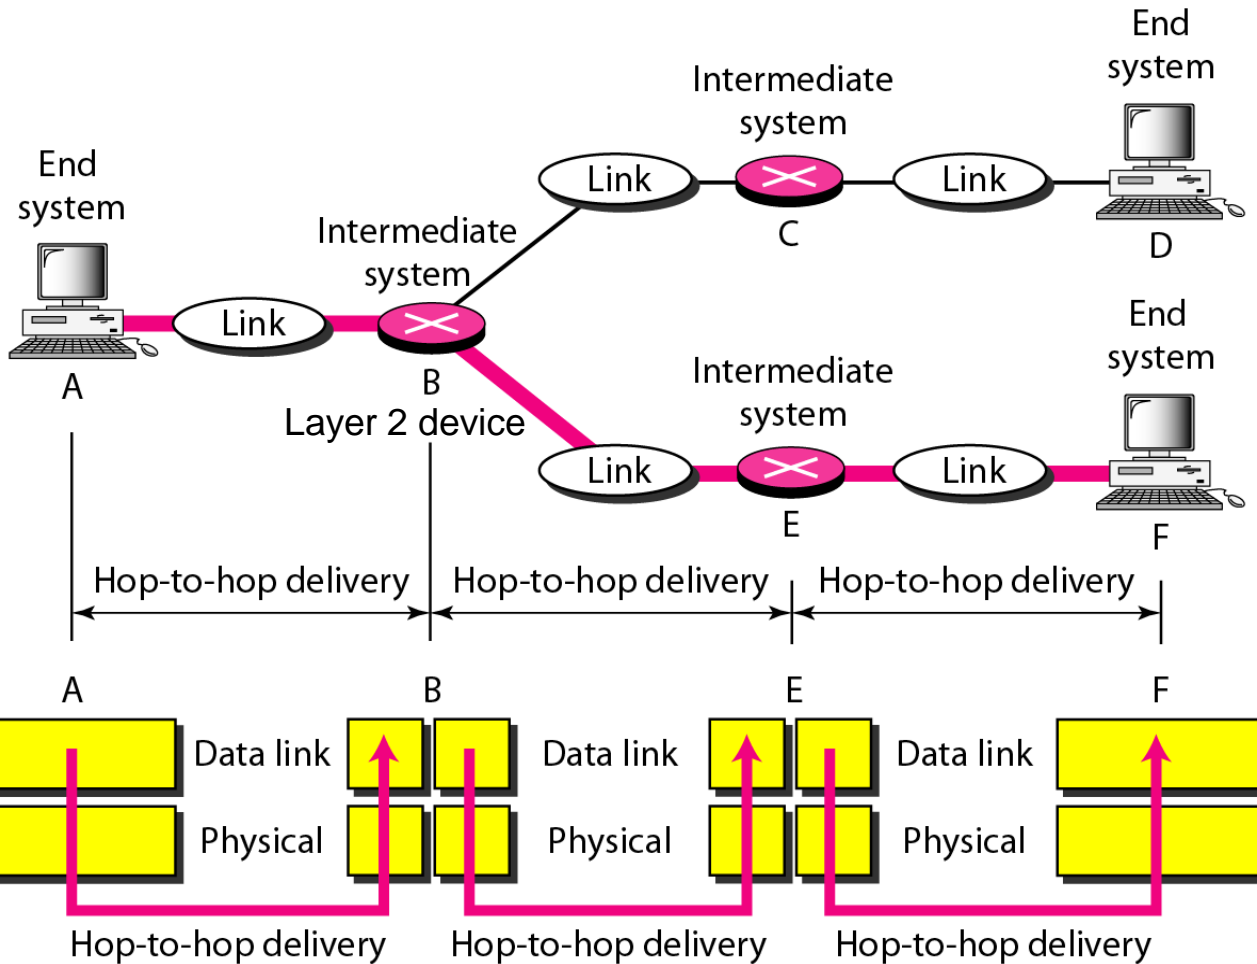 End
system
Intermediate
system
End
system
Link
Link
C
D
Intermediate
system
Link
A
B
Layer 2 device
End
system
Intermediate
system
Link
Link
E
F
Hop-to-hop delivery
Hop-to-hop delivery
Hop-to-hop delivery
A
B
E
F
Data link
Data link
Data link
Physical
Physical
Physical
Hop-to-hop delivery
Hop-to-hop delivery
Hop-to-hop delivery